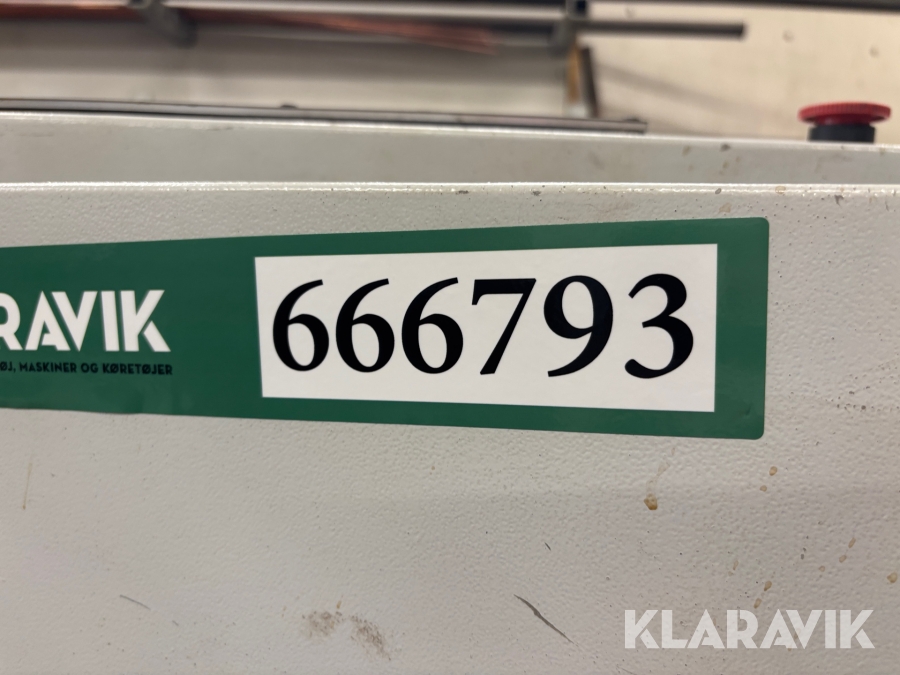 RAVIK
ØJ, MASKINER OG KØRETØJER
666793
KLARAVIK